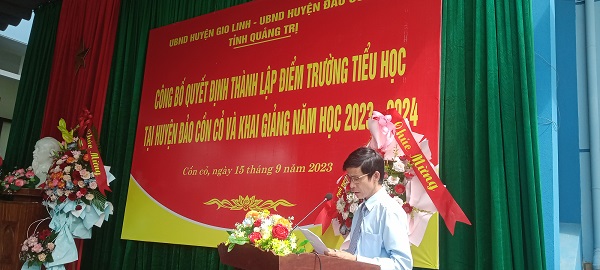 UBND HUYỆN GIO LINH - UBND HUYỆN ĐẢO CỒN
TỈNH QUẢNG TRỊ
CÔNG BỐ QUYẾT ĐỊNH THÀNH LẬP ĐIỂM TRƯỜNG TIỂU HỌC
TẠI HUYỆN ĐẢO CỒN CỎ VÀ KHAI GIẢNG NĂM HỌC 2023 - 2024
Cồn cỏ, ngày 15 tháng 9 năm 2023
Chúc Mừng
Chúc Mừng